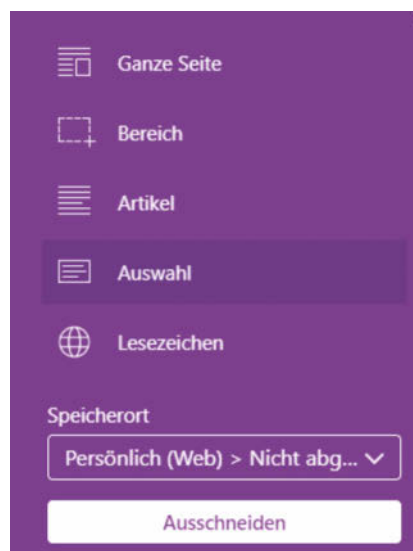 Ganze Seite
Bereich
Artikel
Auswahl
Lesezeichen
Speicherort
Persönlich (Web) > Nicht abg...
Ausschneiden